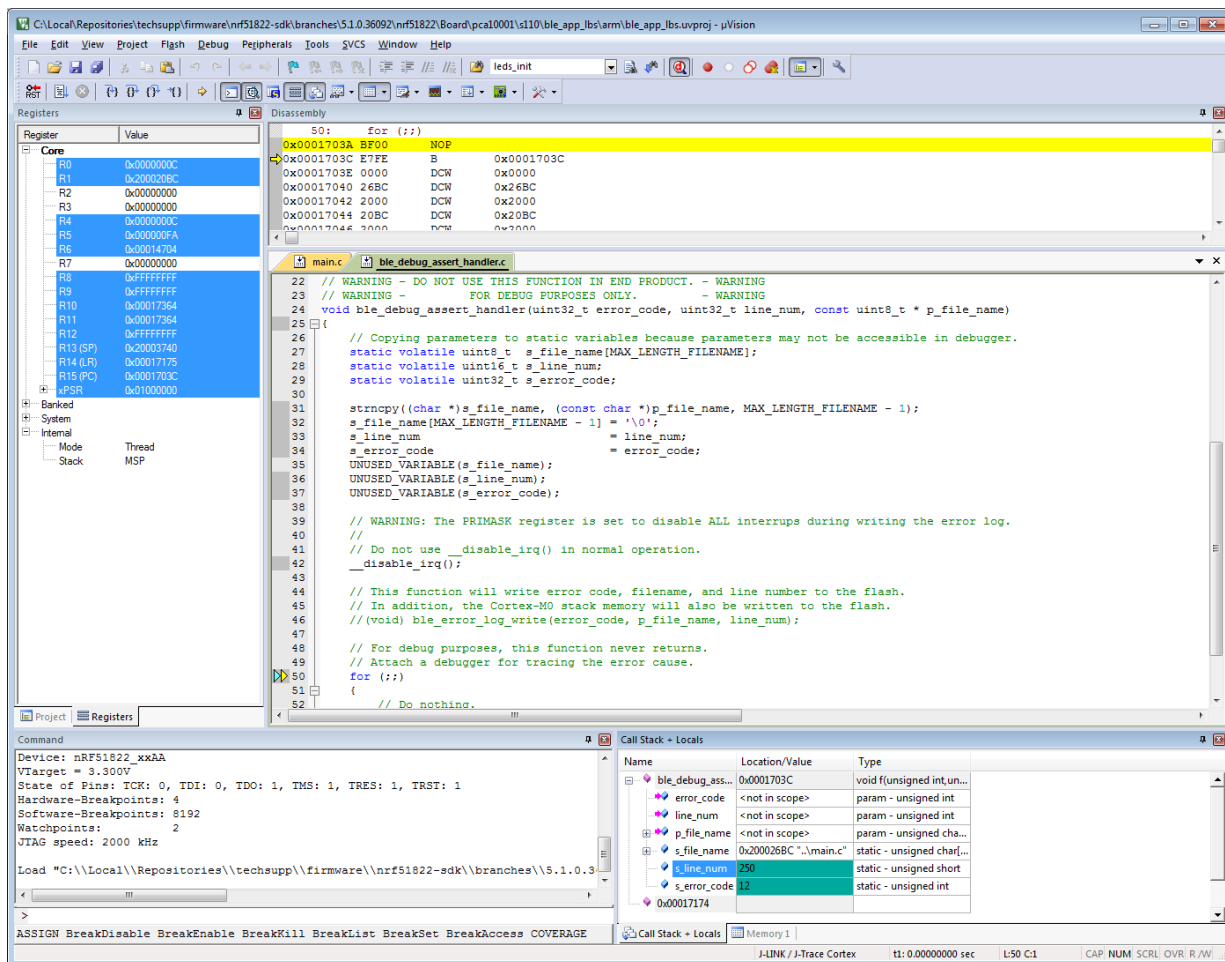 C:\Local\Repositories\techsupp\firmware\nrf51822-sdk\branches\5.1.0.36092\nrf51822\Board\pca10001\s110\ble_app_lbs\arm\ble_app_lbs.uvproj - µVision
File Edit View Project Flash Debug Peripherals Tools SVCS Window Help
leds_init
RST
Registers
Register Value
Core
R0 0x0000000C
R1 0x200020BC
R2 0x00000000
R3 0x00000000
R4 0x0000000C
R5 0x000000FA
R6 0x00014704
R7 0x00000000
R8 0xFFFFFFFF
R9 0xFFFFFFFF
R10 0x00017364
R11 0x00017364
R12 0xFFFFFFFF
R13 (SP) 0x20003740
R14 (LR) 0x00017175
R15 (PC) 0x0001703C
xPSR 0x01000000
Banked
System
Internal
Mode Thread
Stack MSP
Project Registers
Disassembly
50: for (;;)
0x0001703A BF00 NOP
0x0001703C E7FE B 0x0001703C
0x0001703E 0000 DCW 0x0000
0x00017040 26BC DCW 0x26BC
0x00017042 2000 DCW 0x2000
0x00017044 20BC DCW 0x20BC
0x00017046 2000 DCW 0x2000
main.c ble_debug_assert_handler.c
22 // WARNING - DO NOT USE THIS FUNCTION IN END PRODUCT. - WARNING
23 // WARNING - FOR DEBUG PURPOSES ONLY. - WARNING
24 void ble_debug_assert_handler(uint32_t error_code, uint32_t line_num, const uint8_t * p_file_name)
25 {
26 // Copying parameters to static variables because parameters may not be accessible in debugger.
27 static volatile uint8_t s_file_name[MAX_LENGTH_FILENAME];
28 static volatile uint16_t s_line_num;
29 static volatile uint32_t s_error_code;
30
31 strncpy((char *)s_file_name, (const char *)p_file_name, MAX_LENGTH_FILENAME - 1);
32 s_file_name[MAX_LENGTH_FILENAME - 1] = '\0';
33 s_line_num = line_num;
34 s_error_code = error_code;
35 UNUSED_VARIABLE(s_file_name);
36 UNUSED_VARIABLE(s_line_num);
37 UNUSED_VARIABLE(s_error_code);
38
39 // WARNING: The PRIMASK register is set to disable ALL interrups during writing the error log.
40 //
41 // Do not use __disable_irq() in normal operation.
42 __disable_irq();
43
44 // This function will write error code, filename, and line number to the flash.
45 // In addition, the Cortex-M0 stack memory will also be written to the flash.
46 //(void) ble_error_log_write(error_code, p_file_name, line_num);
47
48 // For debug purposes, this function never returns.
49 // Attach a debugger for tracing the error cause.
50 for (;;)
51 {
52 // Do nothing.
Command
Device: nRF51822_xxAA
VTarget = 3.300V
State of Pins: TCK: 0, TDI: 0, TDO: 1, TMS: 1, TRES: 1, TRST: 1
Hardware-Breakpoints: 4
Software-Breakpoints: 8192
Watchpoints: 2
JTAG speed: 2000 kHz
Load "C:\\Local\\Repositories\\techsupp\\firmware\\nrf51822-sdk\\branches\\5.1.0.3
>
ASSIGN BreakDisable BreakEnable BreakKill BreakList BreakSet BreakAccess COVERAGE
Call Stack + Locals
Name Location/Value Type
ble_debug_ass... 0x0001703C void f(unsigned int,un...
error_code <not in scope> param - unsigned int
line_num <not in scope> param - unsigned int
p_file_name <not in scope> param - unsigned cha...
s_file_name 0x200026BC "..\main.c" static - unsigned char[...
s_line_num 250 static - unsigned short
s_error_code 12 static - unsigned int
0x00017174
Call Stack + Locals Memory 1
J-LINK / J-Trace Cortex t1: 0.00000000 sec L:50 C:1 CAP NUM SCRL OVR R /W